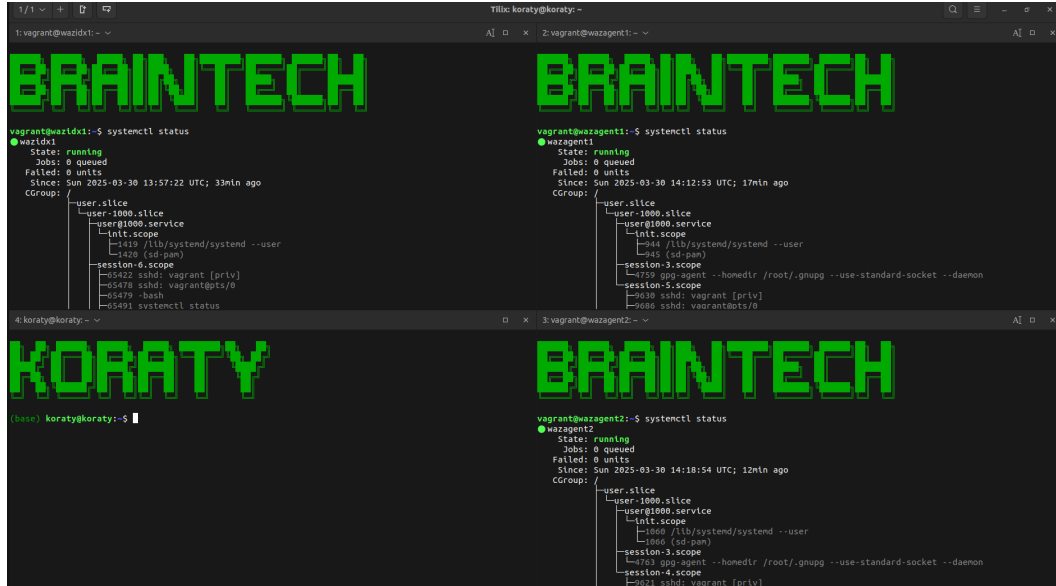 1 / 1
Tilix: koraty@koraty: ~
1: vagrant@wazidx1: ~
BRAINTECH
vagrant@wazidx1:~$ systemctl status
● wazidx1
State: running
Jobs: 0 queued
Failed: 0 units
Since: Sun 2025-03-30 13:57:22 UTC; 33min ago
CGroup: /
├─user.slice
│ └─user-1000.slice
│ ├─user@1000.service
│ │ └─init.scope
│ │ ├─1419 /lib/systemd/systemd --user
│ │ └─1420 (sd-pam)
│ ├─session-6.scope
│ │ ├─65422 sshd: vagrant [priv]
│ │ ├─65478 sshd: vagrant@pts/0
│ │ ├─65479 -bash
│ │ ├─65491 systemctl status
2: vagrant@wazagent1: ~
BRAINTECH
vagrant@wazagent1:~$ systemctl status
● wazagent1
State: running
Jobs: 0 queued
Failed: 0 units
Since: Sun 2025-03-30 14:12:53 UTC; 17min ago
CGroup: /
├─user.slice
│ └─user-1000.slice
│ ├─user@1000.service
│ │ └─init.scope
│ │ ├─944 /lib/systemd/systemd --user
│ │ └─945 (sd-pam)
│ ├─session-3.scope
│ │ └─4759 gpg-agent --homedir /root/.gnupg --use-standard-socket --daemon
│ └─session-5.scope
│ ├─9630 sshd: vagrant [priv]
│ ├─9686 sshd: vagrant@pts/0
4: koraty@koraty: ~
KORATY
(base) koraty@koraty:~$
3: vagrant@wazagent2: ~
BRAINTECH
vagrant@wazagent2:~$ systemctl status
● wazagent2
State: running
Jobs: 0 queued
Failed: 0 units
Since: Sun 2025-03-30 14:18:54 UTC; 12min ago
CGroup: /
├─user.slice
│ └─user-1000.slice
│ ├─user@1000.service
│ │ └─init.scope
│ │ ├─1060 /lib/systemd/systemd --user
│ │ └─1066 (sd-pam)
│ ├─session-3.scope
│ │ └─4763 gpg-agent --homedir /root/.gnupg --use-standard-socket --daemon
│ └─session-4.scope
│ ├─9621 sshd: vagrant [priv]